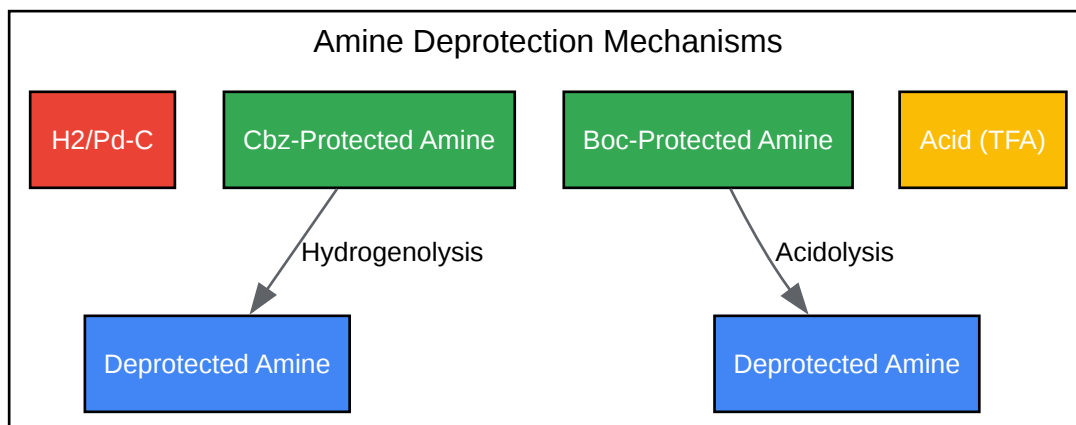 Amine Deprotection Mechanisms
H2/Pd-C
Cbz-Protected Amine
Boc-Protected Amine
Acid (TFA)
Hydrogenolysis
Acidolysis
Deprotected Amine
Deprotected Amine